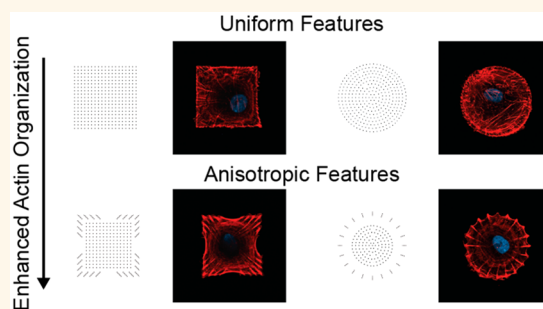 Uniform Features
Anisotropic Features
Enhanced Actin Organization